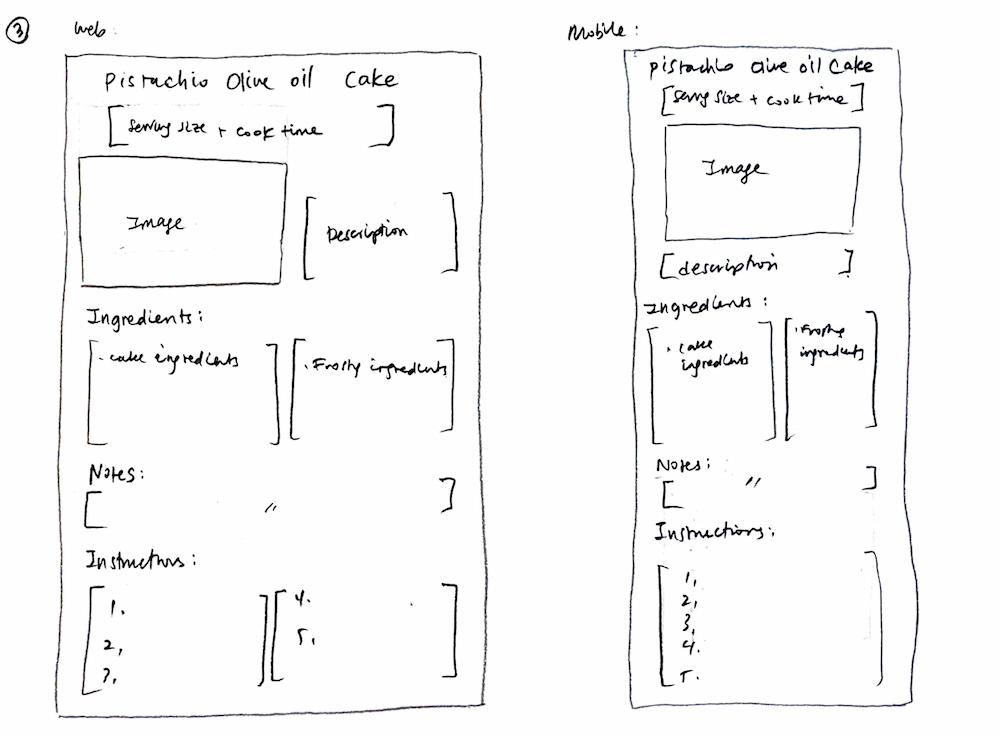 3
Web:
Pistachio Olive oil Cake
[Serving size + cook time]
Image
[Description]
Ingredients:
[. cake ingredients] [. Frosting ingredients]
Notes:
[ " ]
Instructions:
[1. [4.
2, 5,
3,
Mobile:
Pistachio Olive oil Cake
[Serving size + cook time]
Image
[description]
Ingredients:
[. cake
ingredients]
[. Frosting
ingredients]
Notes:
[ " ]
Instructions:
1,
2,
3,
4.
5.